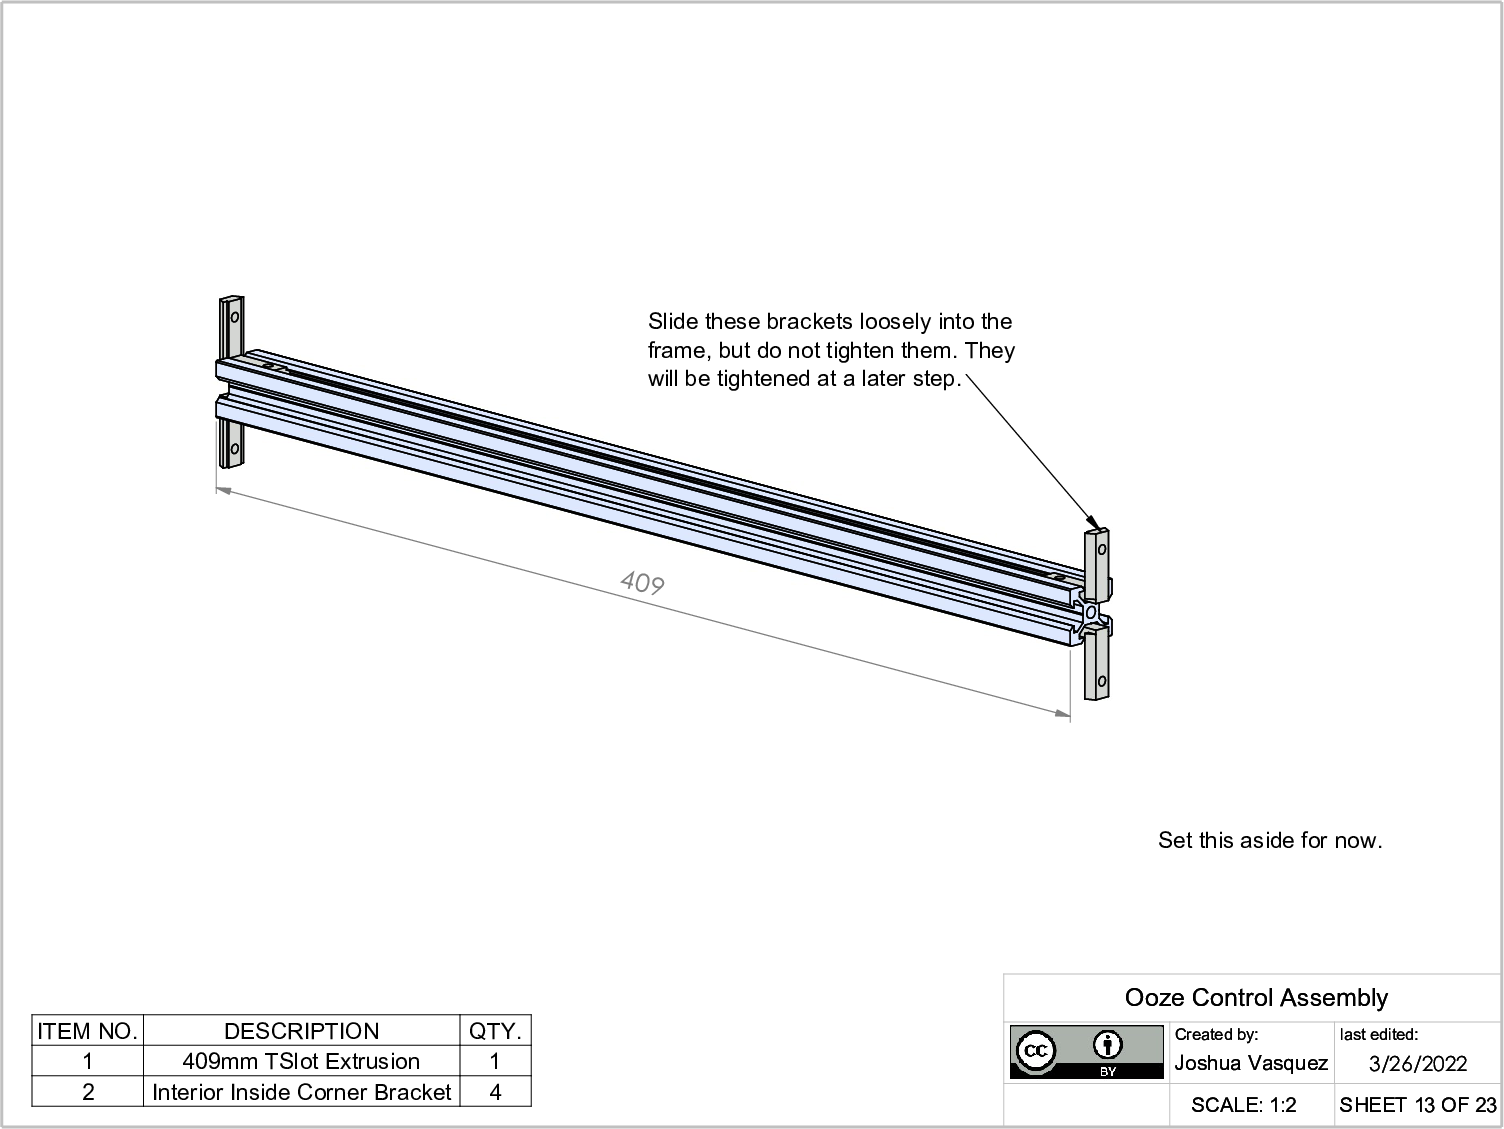 Slide these brackets loosely into the
frame, but do not tighten them. They
will be tightened at a later step.
409
Set this aside for now.
ITEM NO. DESCRIPTION QTY.
1 409mm TSlot Extrusion 1
2 Interior Inside Corner Bracket 4
Ooze Control Assembly
cc BY
Created by:
Joshua Vasquez
last edited:
3/26/2022
SCALE: 1:2
SHEET 13 OF 23